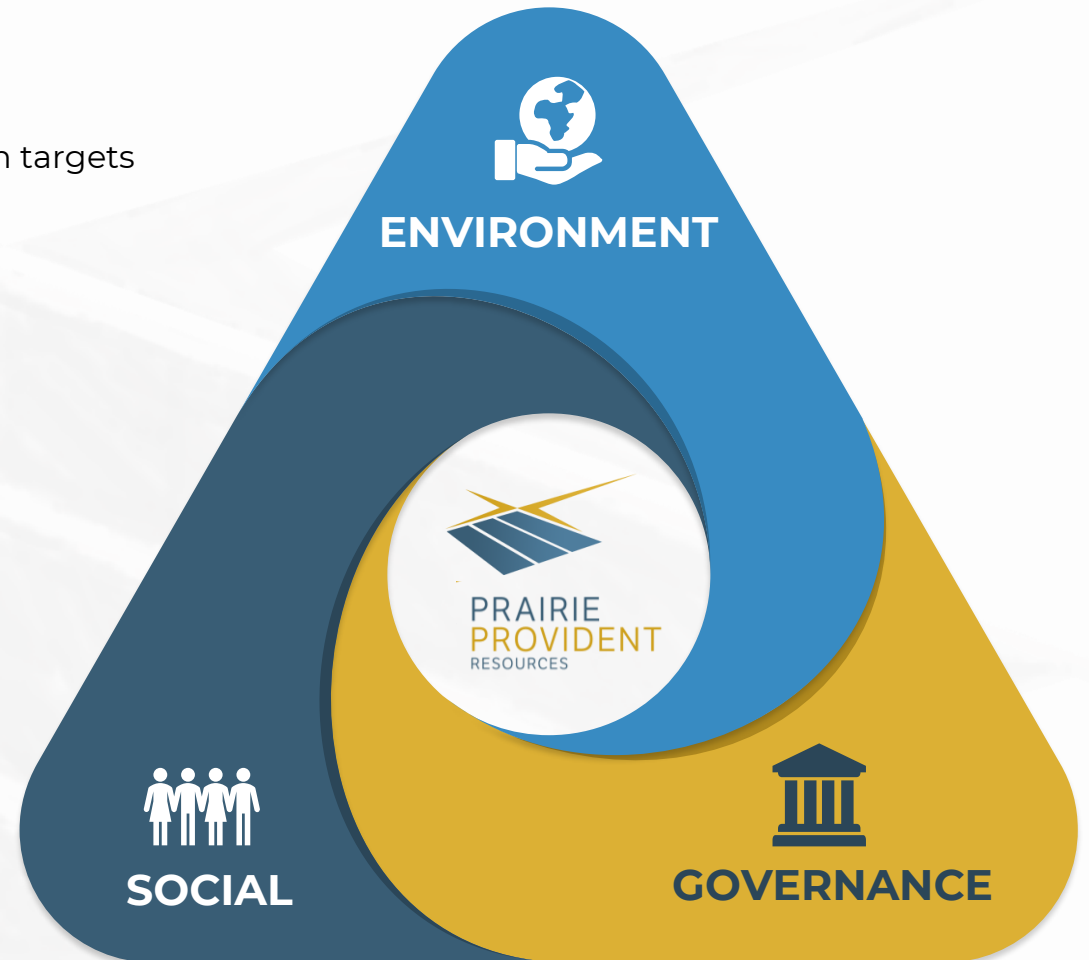 targets
ENVIRONMENT
PRAIRIE
PROVIDENT
RESOURCES
SOCIAL
GOVERNANCE